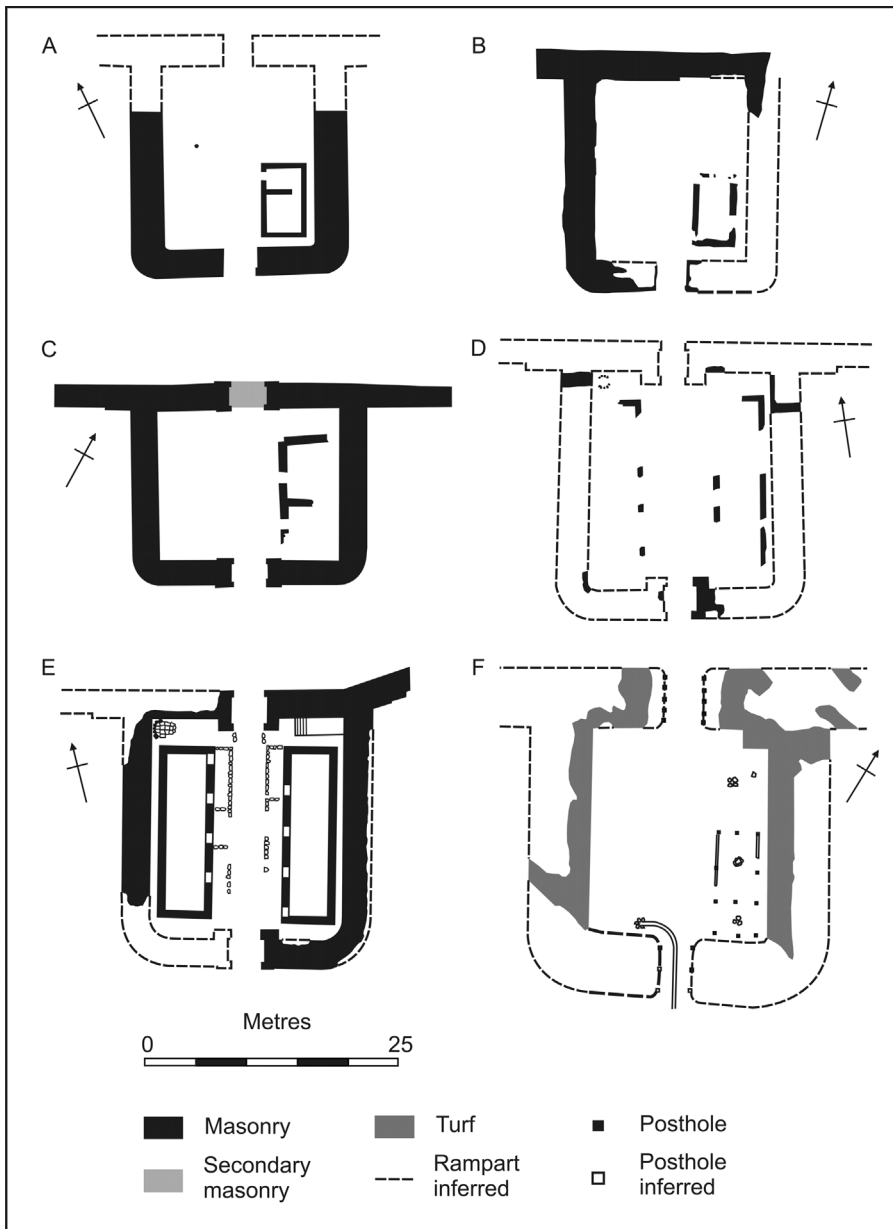 A
B
C
D
E
F
Metres
0 25
Masonry
Turf
Posthole
Secondary
masonry
Rampart
inferred
Posthole
inferred